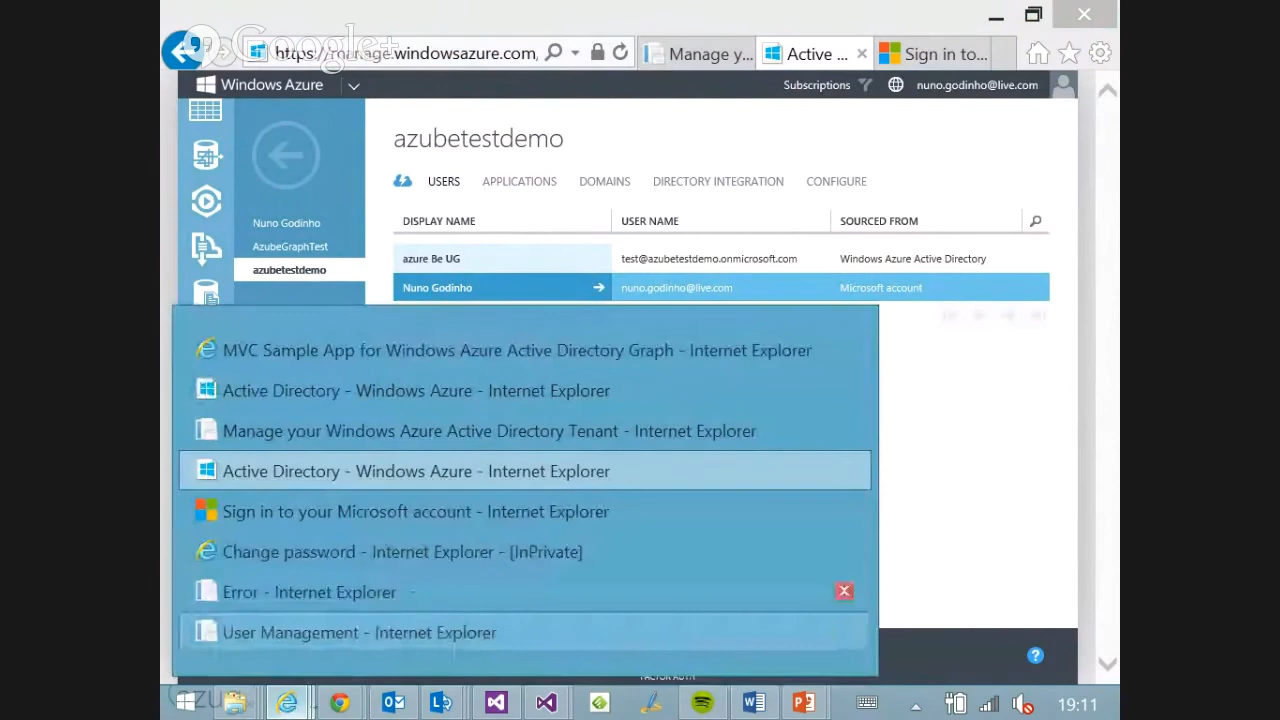 Google+
https://manage.windowsazure.com,
Manage y...
Active ...
Sign in to...
Windows Azure
Subscriptions
nuno.godinho@live.com
azubetestdemo
USERS
APPLICATIONS
DOMAINS
DIRECTORY INTEGRATION
CONFIGURE
Nuno Godinho
AzubeGraphTest
azubetestdemo
DISPLAY NAME
USER NAME
SOURCED FROM
azure Be UG
test@azubetestdemo.onmicrosoft.com
Windows Azure Active Directory
Nuno Godinho
nuno.godinho@live.com
Microsoft account
MVC Sample App for Windows Azure Active Directory Graph - Internet Explorer
Active Directory - Windows Azure - Internet Explorer
Manage your Windows Azure Active Directory Tenant - Internet Explorer
Active Directory - Windows Azure - Internet Explorer
Sign in to your Microsoft account - Internet Explorer
Change password - Internet Explorer - [InPrivate]
Error - Internet Explorer
User Management - Internet Explorer
19:11